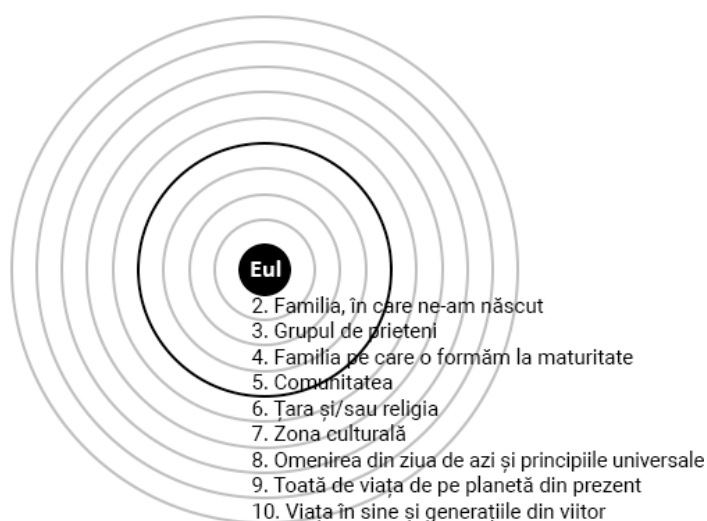 Eul
2. Familia, în care ne-am născut
3. Grupul de prieteni
4. Familia pe care o formăm la maturitate
5. Comunitatea
6. Țara și/sau religia
7. Zona culturală
8. Omenirea din ziua de azi și principiile universale
9. Toată de viața de pe planetă din prezent
10. Viața în sine și generațiile din viitor